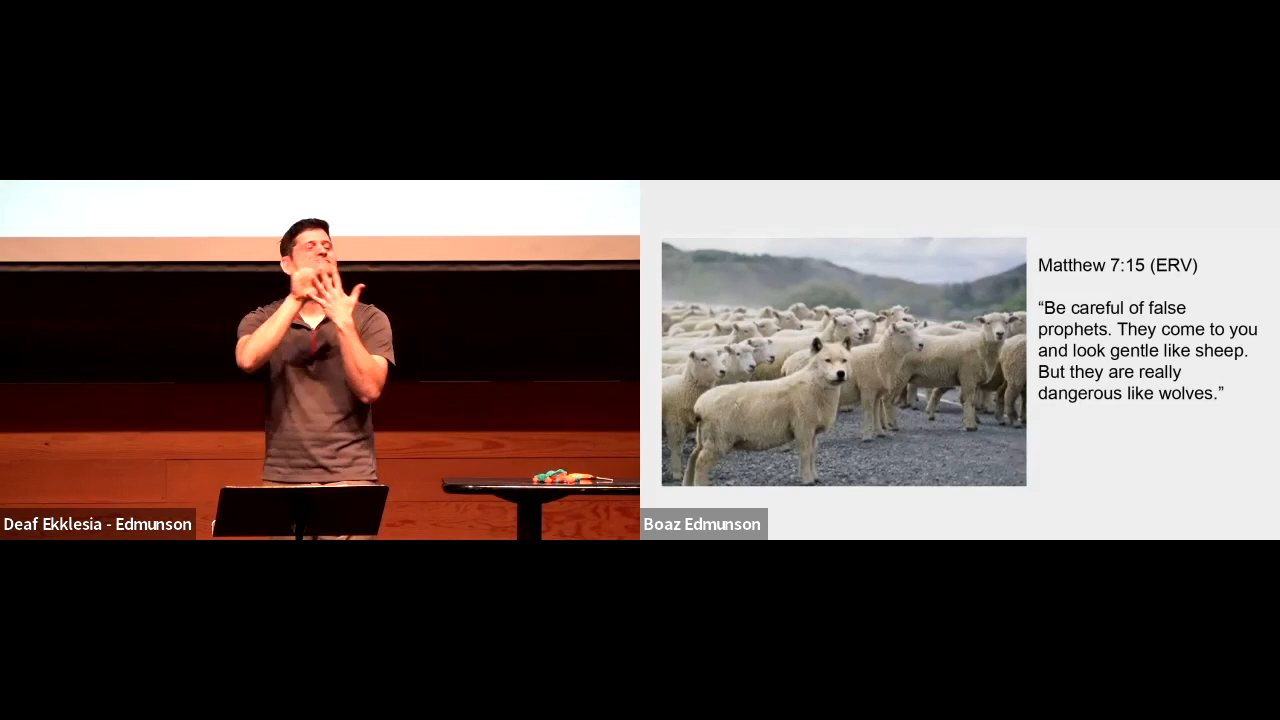 Matthew 7:15 (ERV)
“Be careful of false
prophets. They come to you
and look gentle like sheep.
But they are really
dangerous like wolves.”
Deaf Ekklesia - Edmunson
Boaz Edmunson